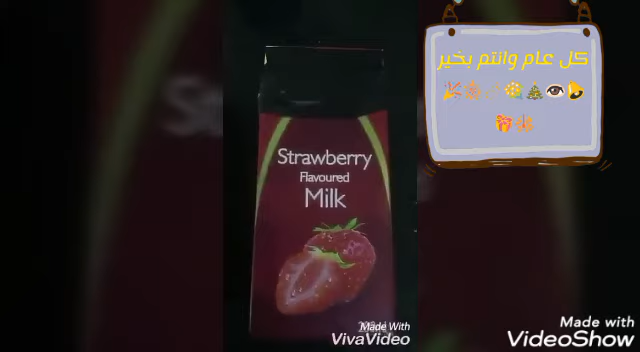 كل عام وانتم بخير
Strawberry
Flavoured
Milk
Made With
VivaVideo
Made with
VideoShow